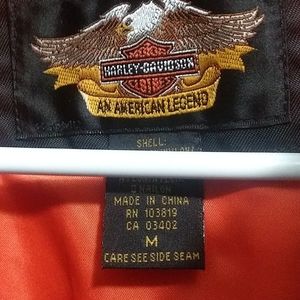 HARLEY-DAVIDSON
AN AMERICAN LEGEND
SHELL:
MADE IN CHINA
RN 103819
CA 03402
M
CARE SEE SIDE SEAM